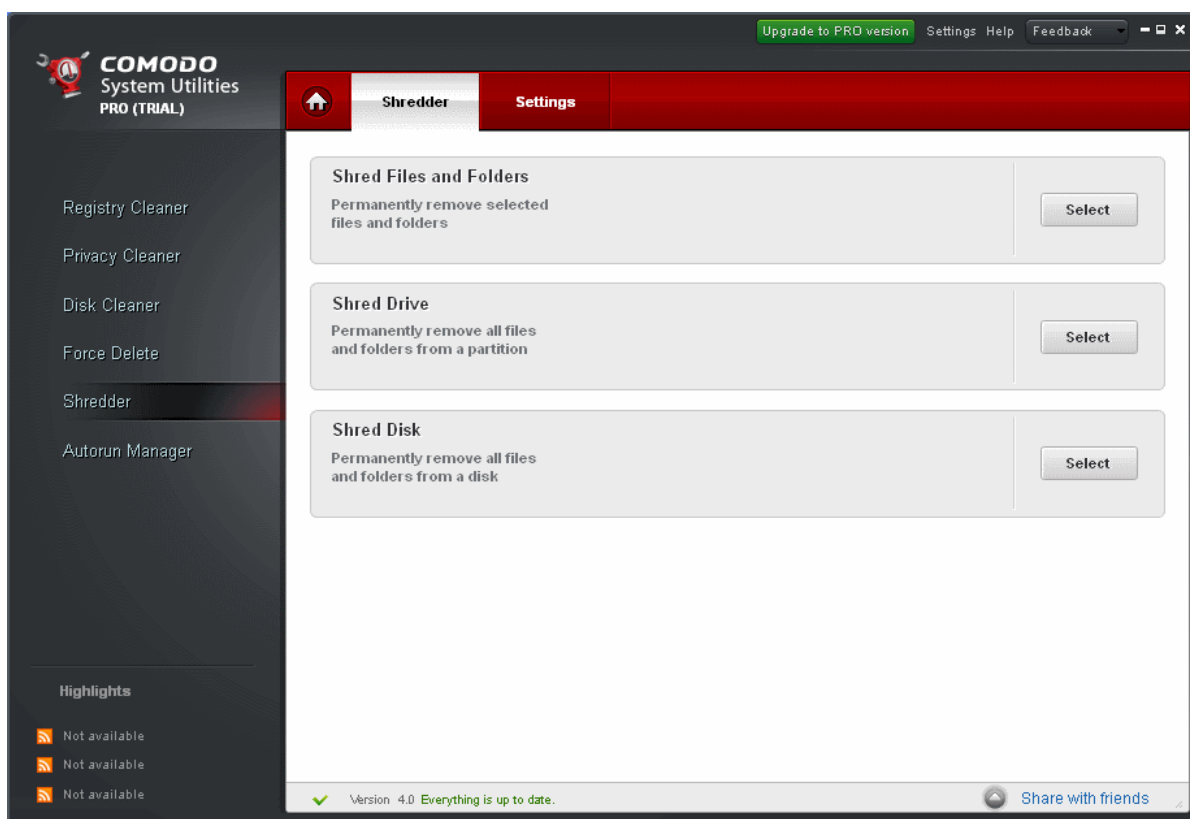 Upgrade to PRO version Settings Help Feedback
COMODO
System Utilities
PRO (TRIAL)
Shredder Settings
Registry Cleaner
Privacy Cleaner
Disk Cleaner
Force Delete
Shredder
Autorun Manager
Shred Files and Folders
Permanently remove selected
files and folders
Select
Shred Drive
Permanently remove all files
and folders from a partition
Select
Shred Disk
Permanently remove all files
and folders from a disk
Select
Highlights
Not available
Not available
Not available
Version 4.0 Everything is up to date.
Share with friends